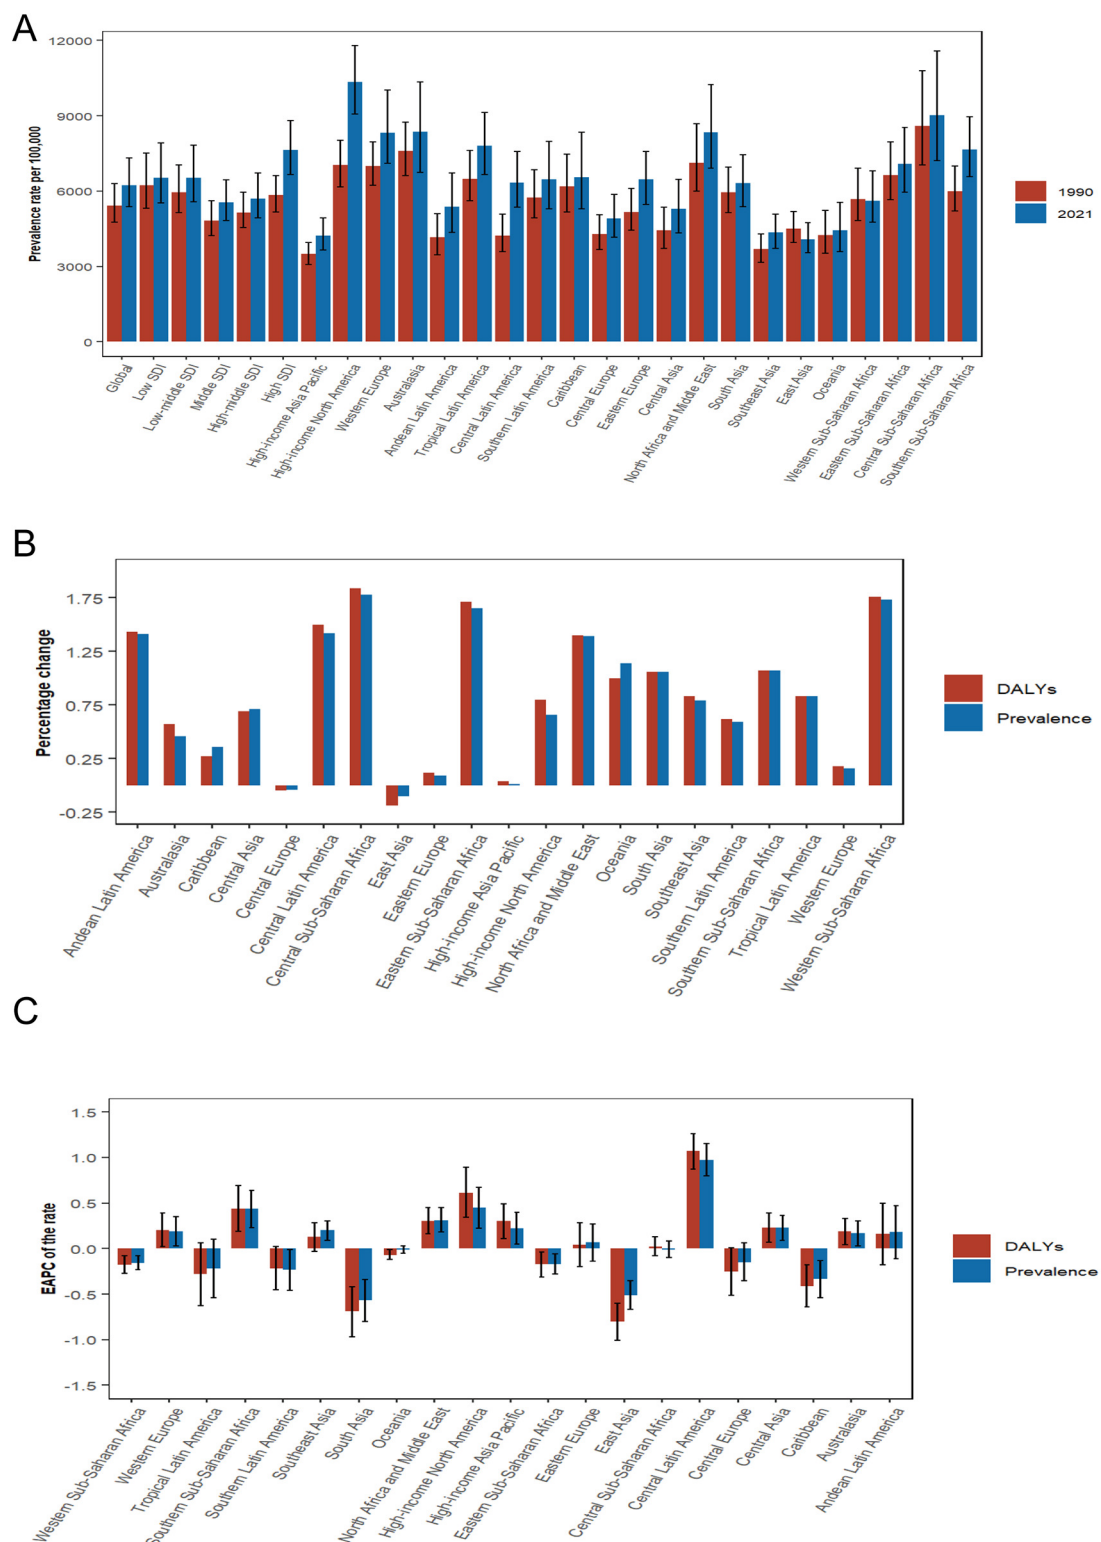 A
Prevalence rate per 100,000
12000
9000
6000
3000
0
Global
Low SDI
Low-middle SDI
Middle SDI
High-middle SDI
High SDI
High-income Asia Pacific
High-income North America
Western Europe
Australasia
Andean Latin America
Tropical Latin America
Central Latin America
Southern Latin America
Caribbean
Central Europe
Eastern Europe
Central Asia
North Africa and Middle East
South Asia
Southeast Asia
East Asia
Oceania
Western Sub-Saharan Africa
Eastern Sub-Saharan Africa
Central Sub-Saharan Africa
Southern Sub-Saharan Africa
1990
2021
B
Percentage change
1.75
1.25
0.75
0.25
-0.25
Andean Latin America
Australasia
Caribbean
Central Asia
Central Europe
Central Latin America
Central Sub-Saharan Africa
East Asia
Eastern Europe
Eastern Sub-Saharan Africa
High-income Asia Pacific
High-income North America
North Africa and Middle East
Oceania
South Asia
Southeast Asia
Southern Latin America
Southern Sub-Saharan Africa
Tropical Latin America
Western Europe
Western Sub-Saharan Africa
DALYs
Prevalence
C
EAPC of the rate
1.5
1.0
0.5
0.0
-0.5
-1.0
-1.5
Western Sub-Saharan Africa
Western Europe
Tropical Latin America
Southern Sub-Saharan Africa
Southern Latin America
Southeast Asia
South Asia
Oceania
North Africa and Middle East
High-income North America
High-income Asia Pacific
Eastern Sub-Saharan Africa
Eastern Europe
East Asia
Central Sub-Saharan Africa
Central Latin America
Central Europe
Central Asia
Caribbean
Australasia
Andean Latin America
DALYs
Prevalence